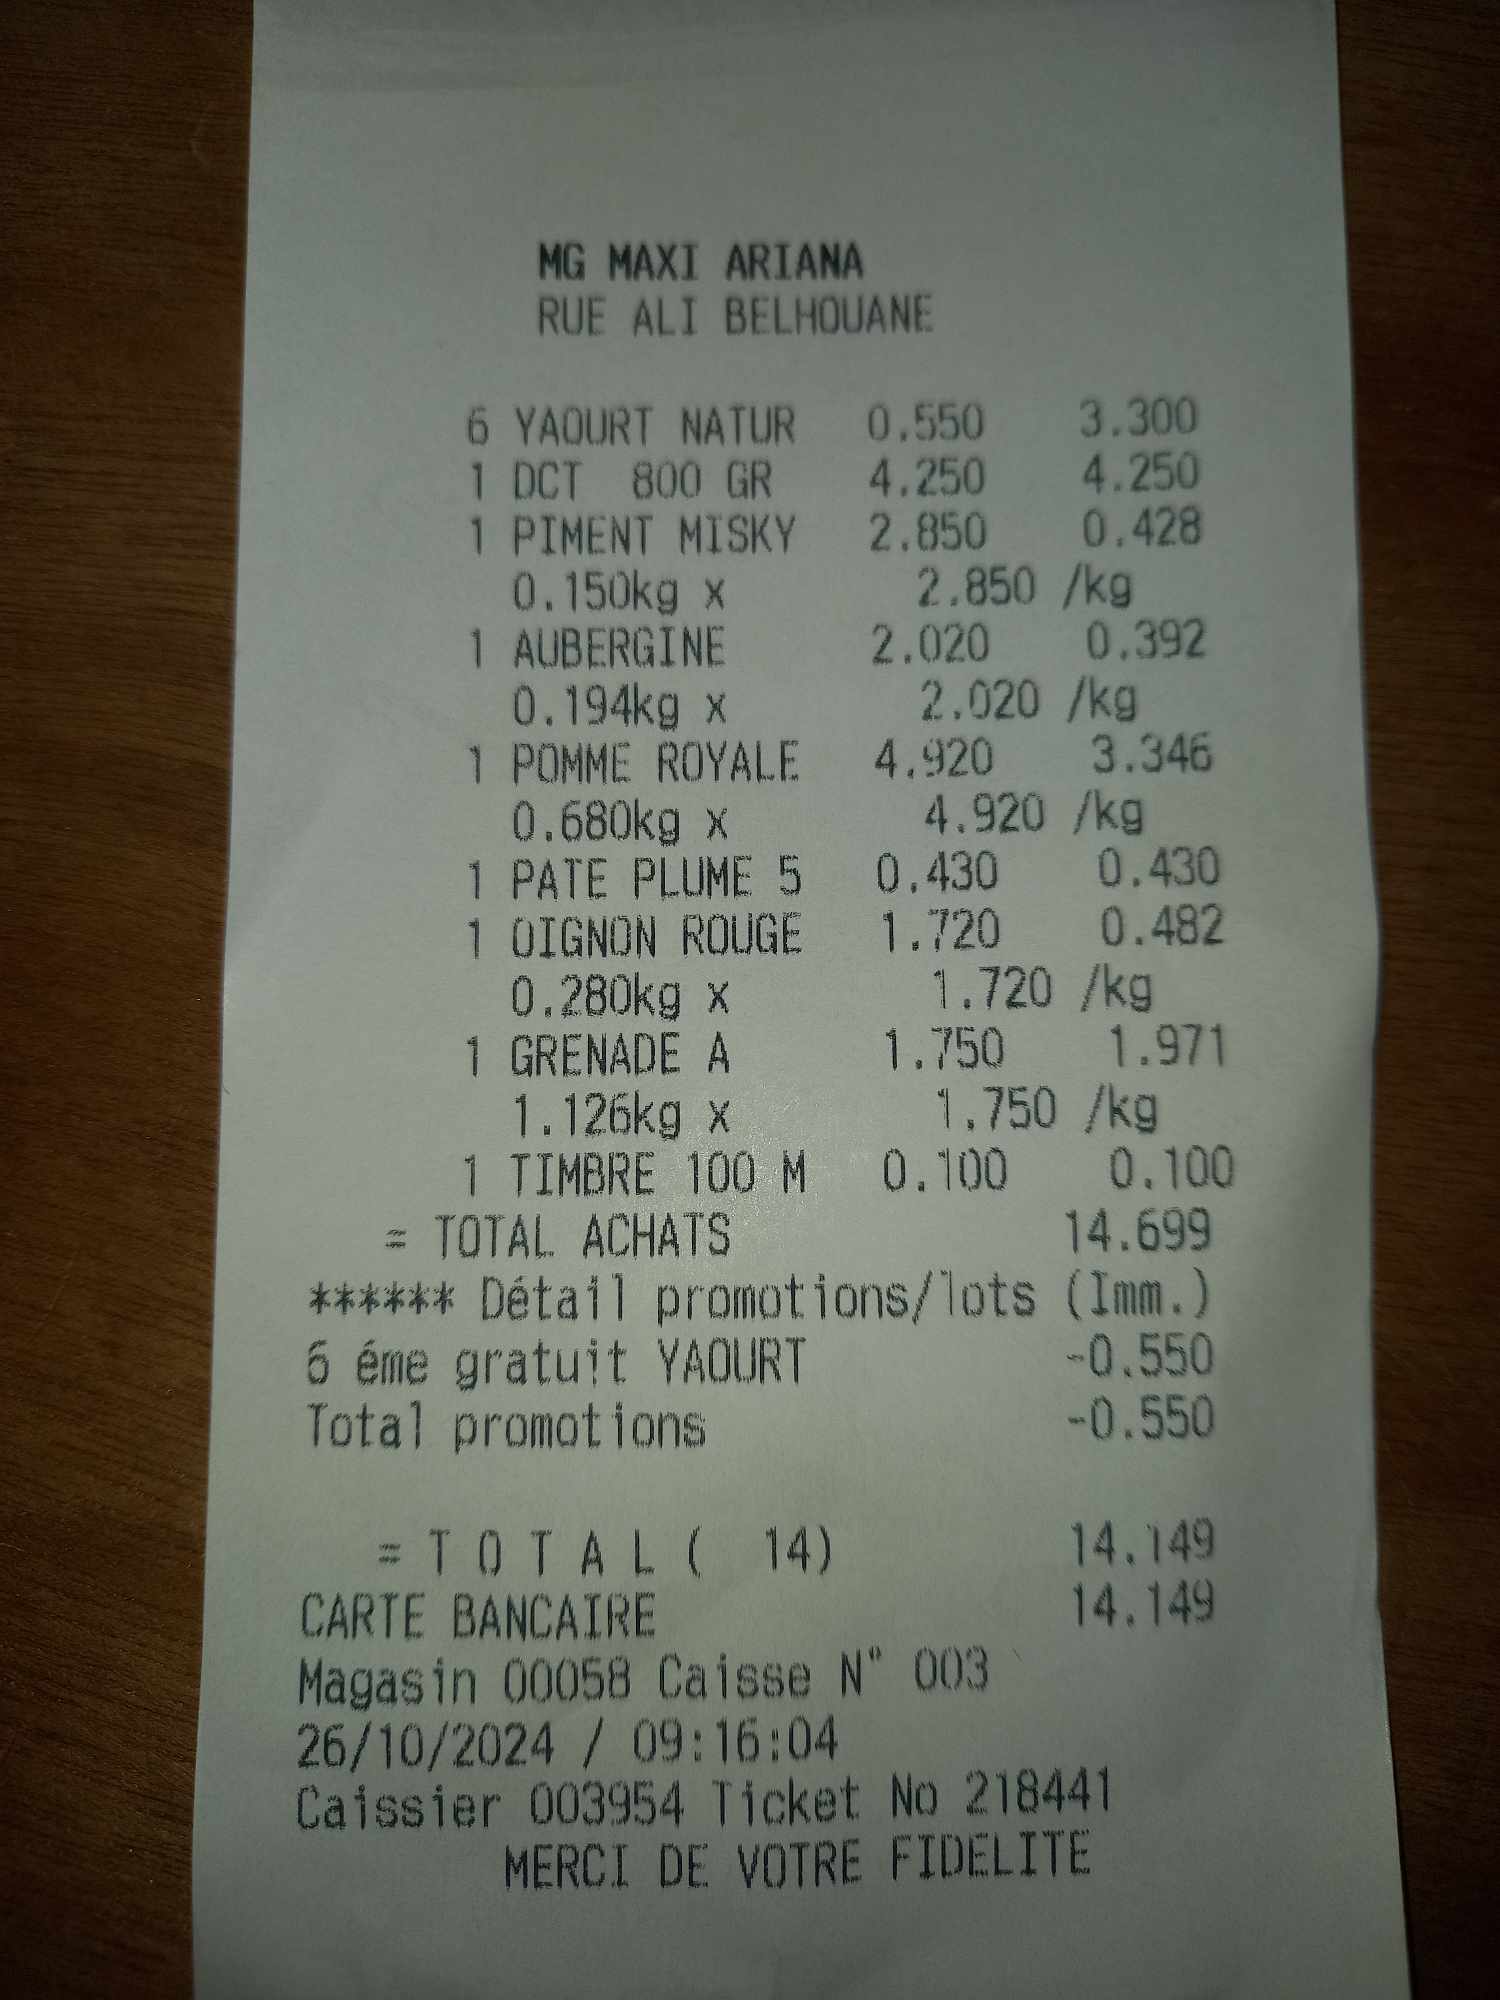 MG MAXI ARIANA
RUE ALI BELHOUANE
6 YAOURT NATUR 0.550 3.300
1 DCT 800 GR 4.250 4.250
1 PIMENT MISKY 2.850 0.428
0.150kg x 2.850 /kg
1 AUBERGINE 2.020 0.392
0.194kg x 2.020 /kg
1 POMME ROYALE 4.920 3.346
0.680kg x 4.920 /kg
1 PATE PLUME 5 0.430 0.430
1 OIGNON ROUGE 1.720 0.482
0.280kg x 1.720 /kg
1 GRENADE A 1.750 1.971
1.126kg x 1.750 /kg
1 TIMBRE 100 M 0.100 0.100
= TOTAL ACHATS 14.699
****** Détail promotions/lots (Imm.)
6 éme gratuit YAOURT -0.550
Total promotions -0.550
= T O T A L ( 14) 14.149
CARTE BANCAIRE 14.149
Magasin 00058 Caisse N° 003
26/10/2024 / 09:16:04
Caissier 003954 Ticket No 218441
MERCI DE VOTRE FIDELITE